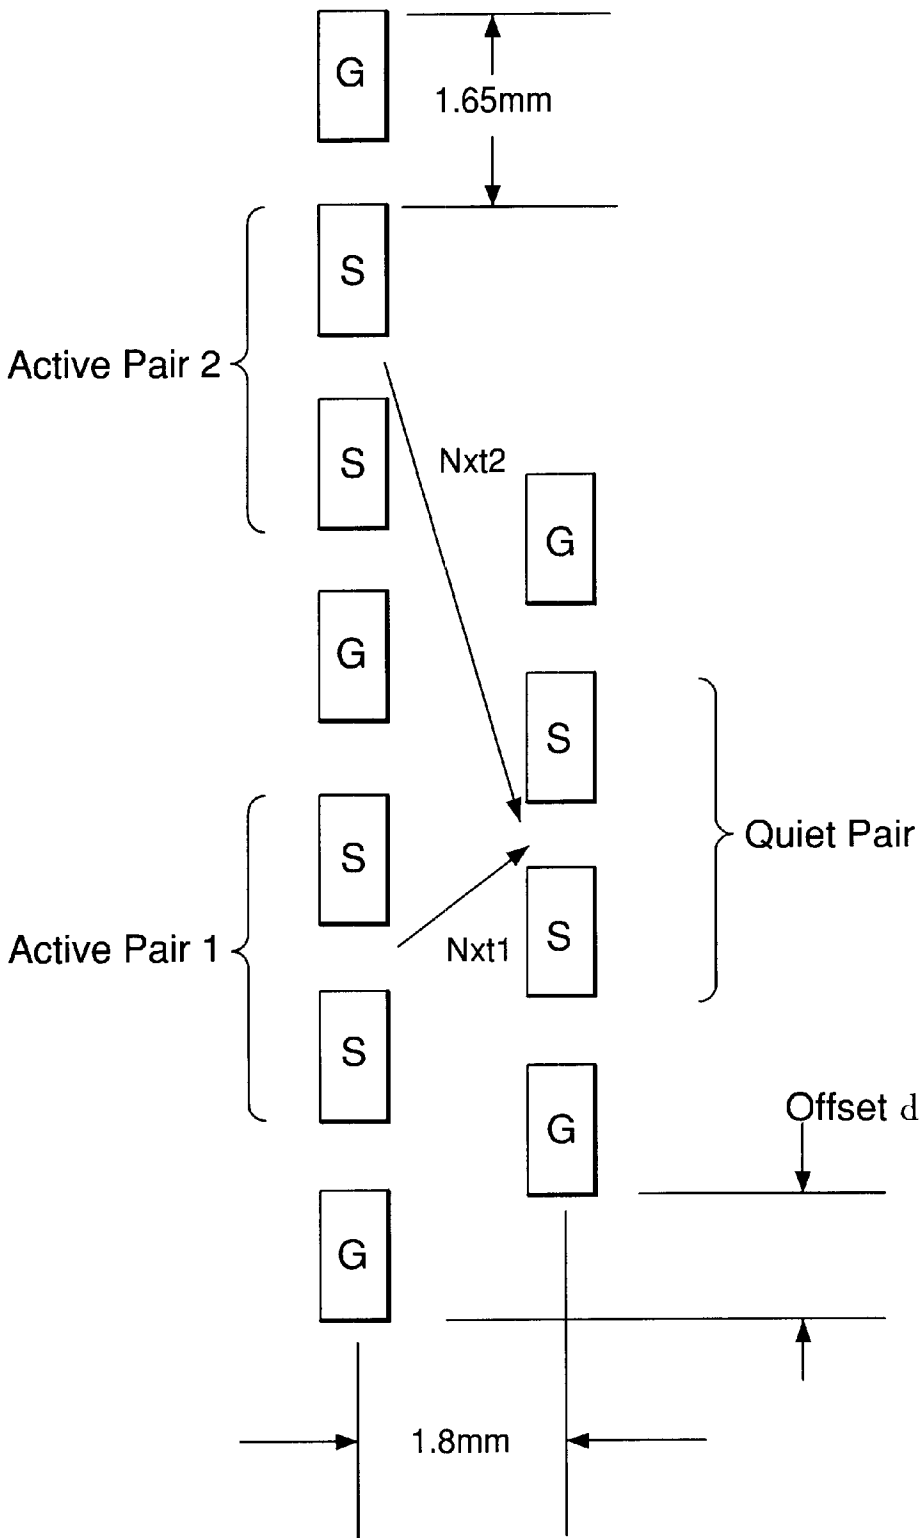 G
1.65mm
S
Active Pair 2
S
Nxt2
G
G
S
S
Quiet Pair
S
Active Pair 1
Nxt1
S
Offset d
G
G
1.8mm